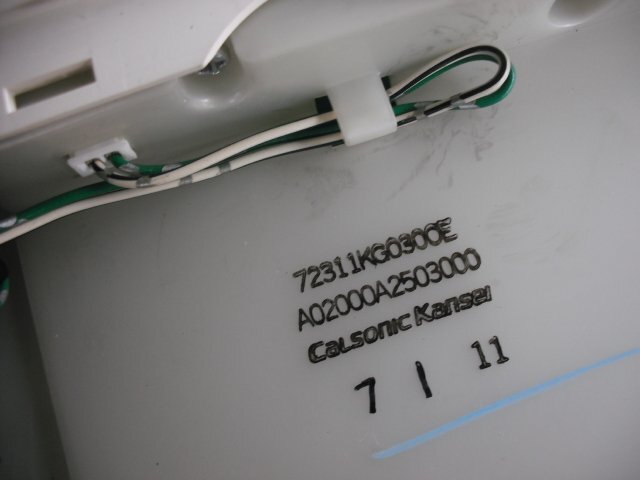 72311KG0300E
A02000A2503000
CaLsonic Kansei
7 1 11